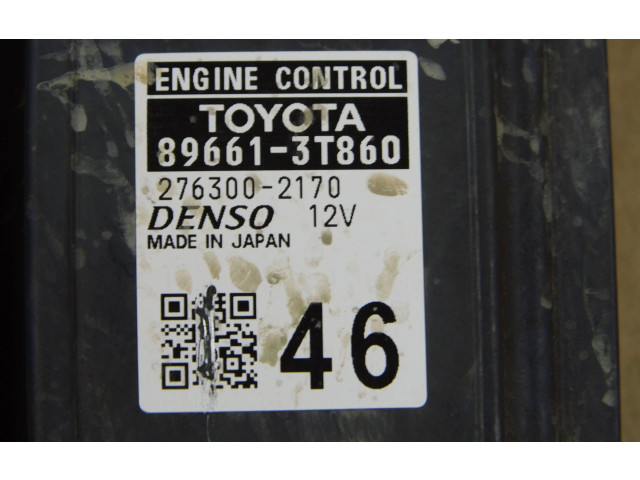 ENGINE CONTROL
TOYOTA
89661-3T860
276300-2170
DENSO 12V
MADE IN JAPAN
46